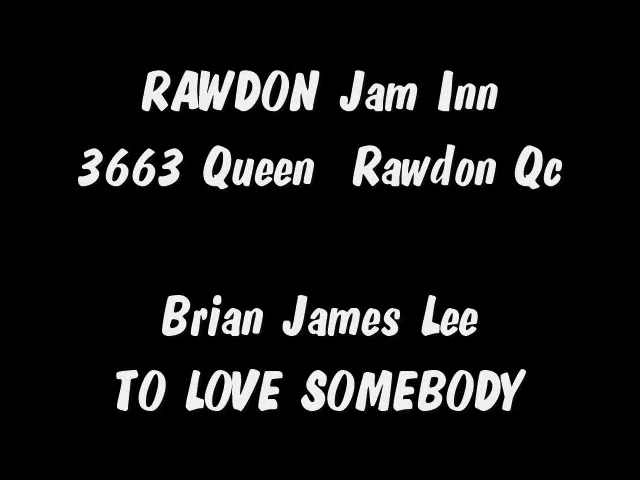 RAWDON Jam Inn
3663 Queen Rawdon Qc
Brian James Lee
TO LOVE SOMEBODY